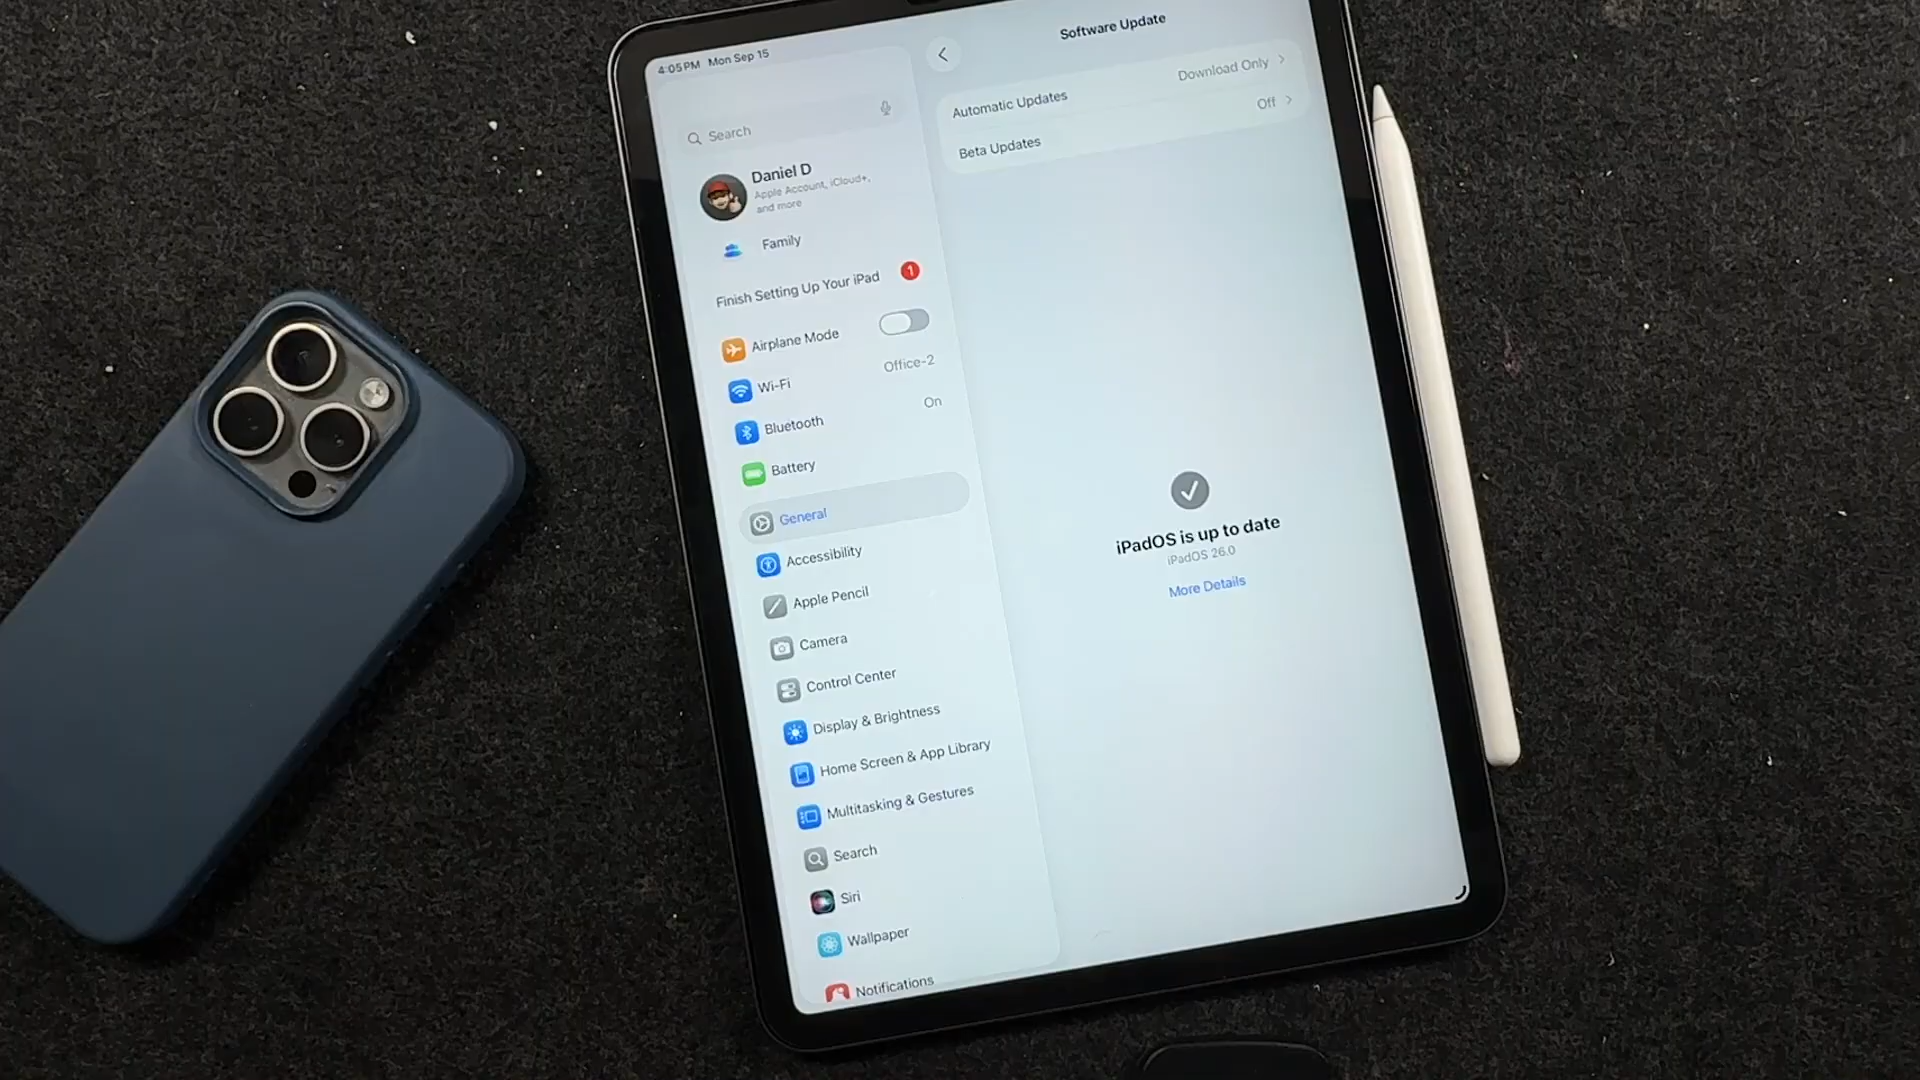 4:05 PM Mon Sep 15
Search
Daniel D
Apple Account, iCloud+,
and more
Family
Finish Setting Up Your iPad 1
Airplane Mode
Wi-Fi Office-2
Bluetooth On
Battery
General
Accessibility
Apple Pencil
Camera
Control Center
Display & Brightness
Home Screen & App Library
Multitasking & Gestures
Search
Siri
Wallpaper
Notifications
Software Update
Automatic Updates Download Only
Beta Updates Off
iPadOS is up to date
iPadOS 26.0
More Details